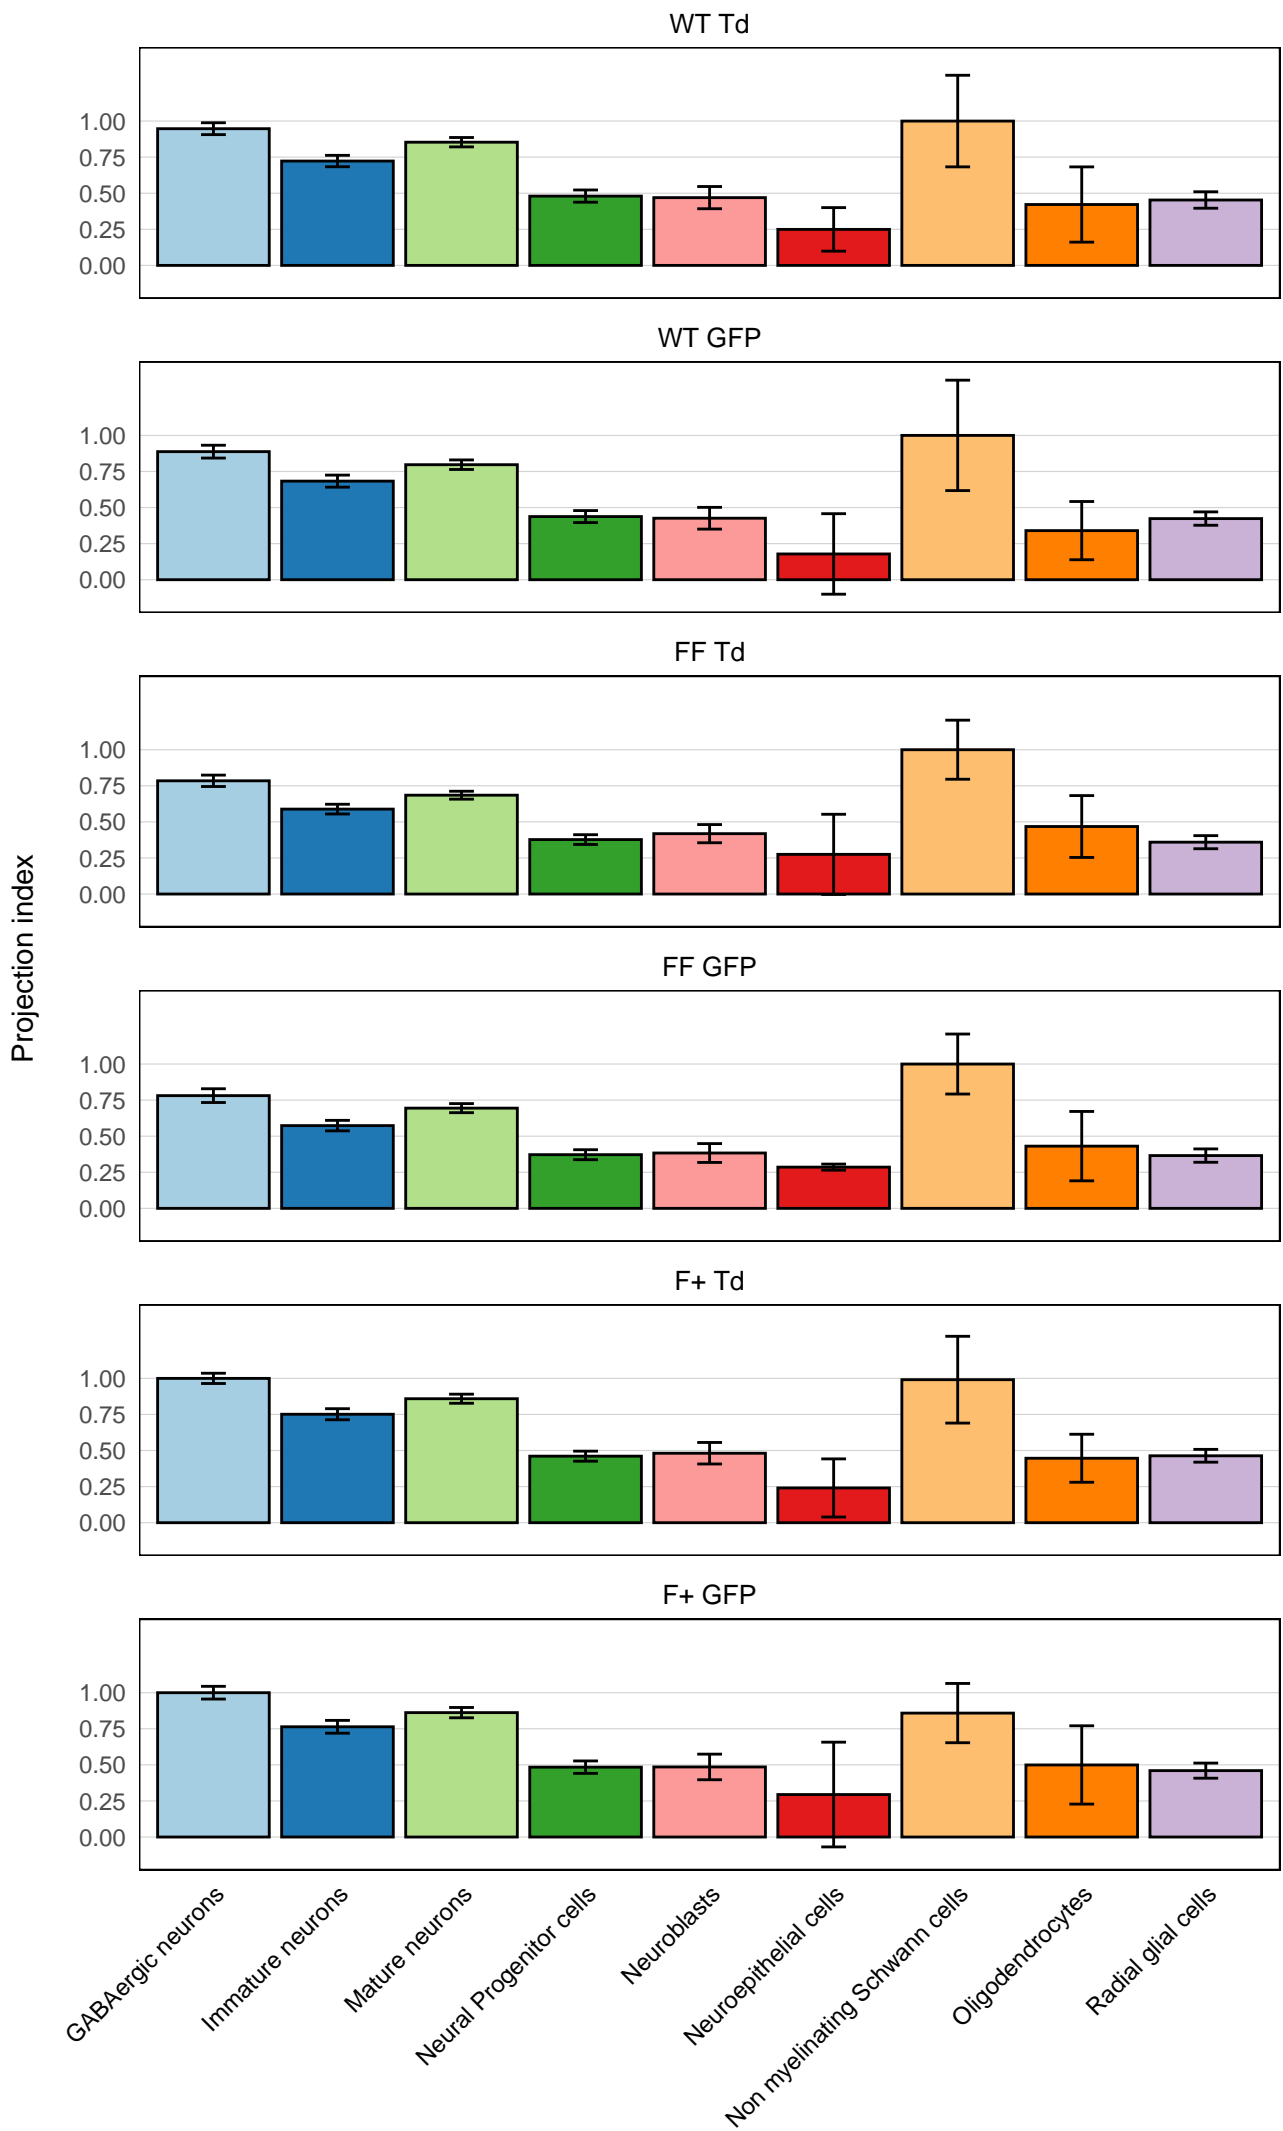 WT Td
1.00
0.75
0.50
0.25
0.00
WT GFP
1.00
0.75
0.50
0.25
0.00
FF Td
1.00
0.75
0.50
0.25
0.00
Projection index
FF GFP
1.00
0.75
0.50
0.25
0.00
F+ Td
1.00
0.75
0.50
0.25
0.00
F+ GFP
1.00
0.75
0.50
0.25
0.00
GABAergic neurons
Immature neurons
Mature neurons
Neural Progenitor cells
Neuroblasts
Neuroepithelial cells
Non myelinating Schwann cells
Oligodendrocytes
Radial glial cells